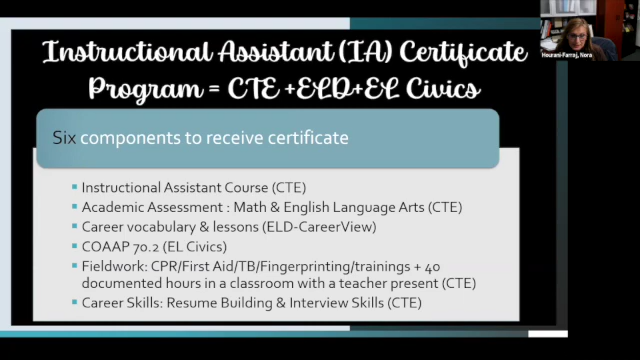 Instructional Assistant (IA) Certificate
Program = CTE +ELD+EL Civics
Hourani-Farraj, Nora
Six components to receive certificate
Instructional Assistant Course (CTE)
Academic Assessment : Math & English Language Arts (CTE)
Career vocabulary & lessons (ELD-CareerView)
COAAP 70.2 (EL Civics)
Fieldwork: CPR/First Aid/TB/Fingerprinting/trainings + 40
documented hours in a classroom with a teacher present (CTE)
Career Skills: Resume Building & Interview Skills (CTE)